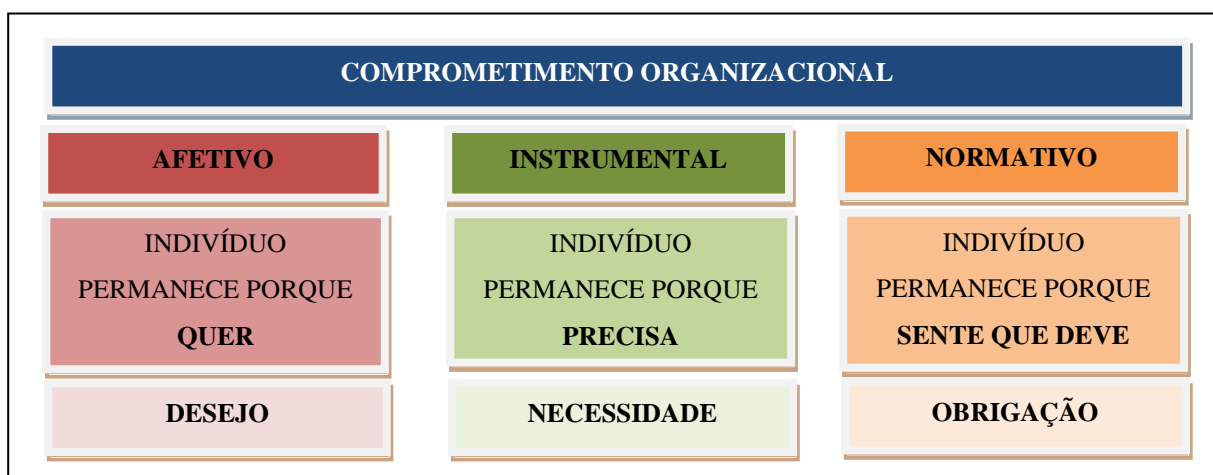 COMPROMETIMENTO ORGANIZACIONAL
AFETIVO
INDIVÍDUO
PERMANECE PORQUE
QUER
DESEJO
INSTRUMENTAL
INDIVÍDUO
PERMANECE PORQUE
PRECISA
NECESSIDADE
NORMATIVO
INDIVÍDUO
PERMANECE PORQUE
SENTE QUE DEVE
OBRIGAÇÃO